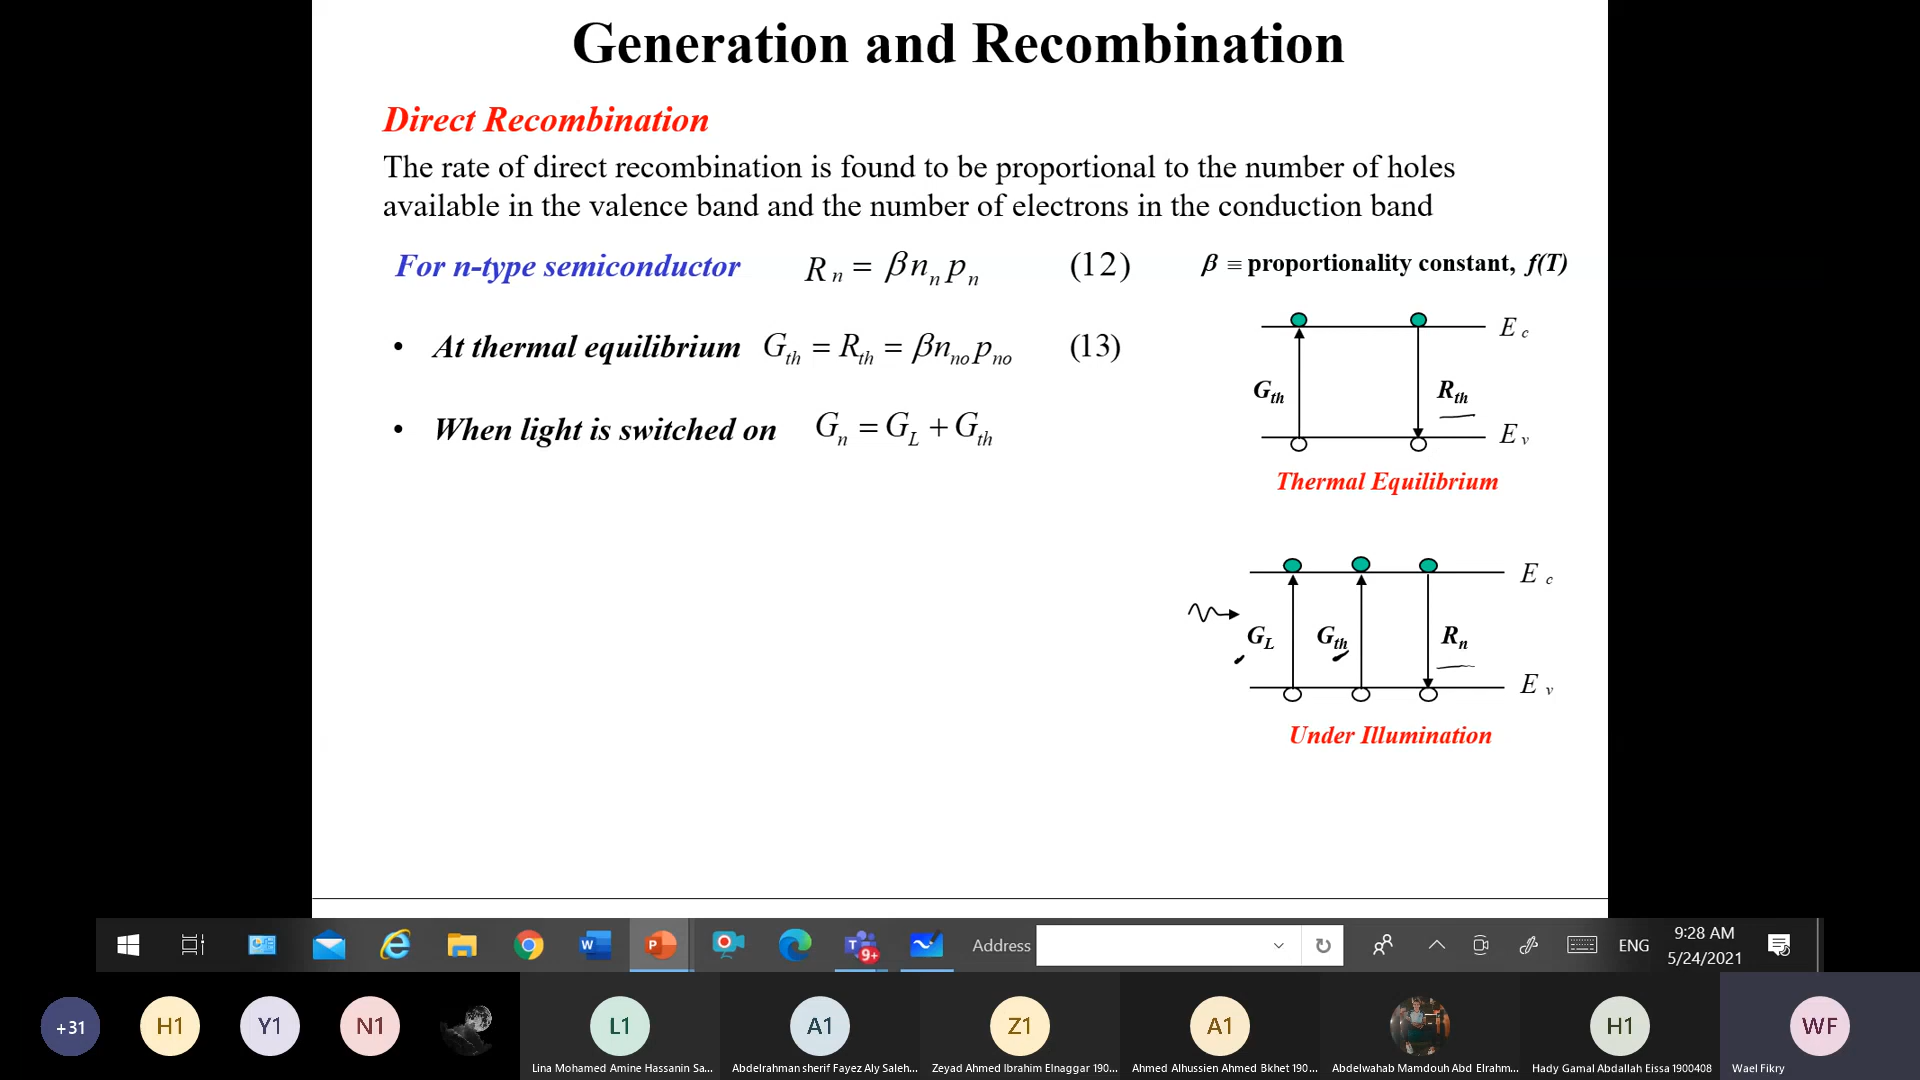 Generation and Recombination
Direct Recombination
The rate of direct recombination is found to be proportional to the number of holes
available in the valence band and the number of electrons in the conduction band
For n-type semiconductor R_n = βn_n p_n (12) β ≡ proportionality constant, f(T)
• At thermal equilibrium G_th = R_th = βn_no p_no (13)
• When light is switched on G_n = G_L + G_th
E_c
G_th R_th
E_v
Thermal Equilibrium
E_c
G_L G_th R_n
E_v
Under Illumination
Address ENG 9:28 AM
5/24/2021
9+
+31 H1 Y1 N1 L1 A1 Z1 A1 H1 WF
Lina Mohamed Amine Hassanin Sa... Abdelrahman sherif Fayez Aly Saleh... Zeyad Ahmed Ibrahim Elnaggar 190... Ahmed Alhussien Ahmed Bkhet 190... Abdelwahab Mamdouh Abd Elrahm... Hady Gamal Abdallah Eissa 1900408 Wael Fikry